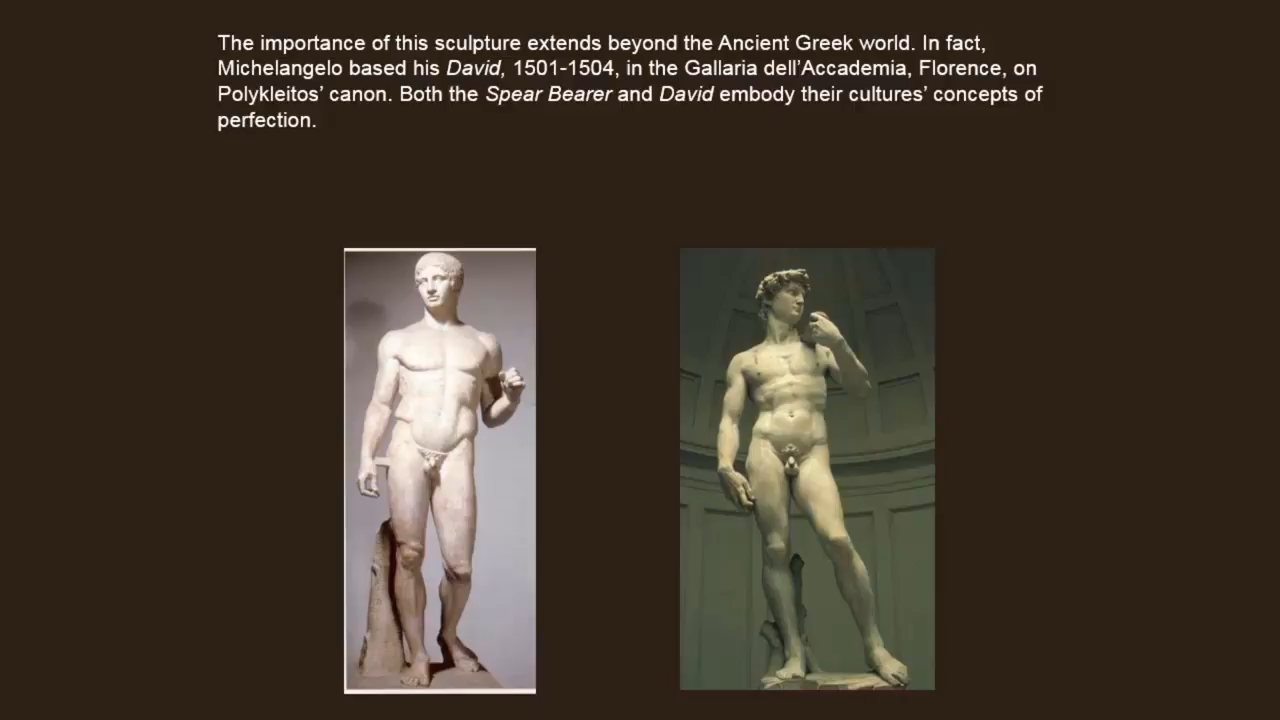 The importance of this sculpture extends beyond the Ancient Greek world. In fact,
Michelangelo based his David, 1501-1504, in the Gallaria dell’Accademia, Florence, on
Polykleitos’ canon. Both the Spear Bearer and David embody their cultures’ concepts of
perfection.